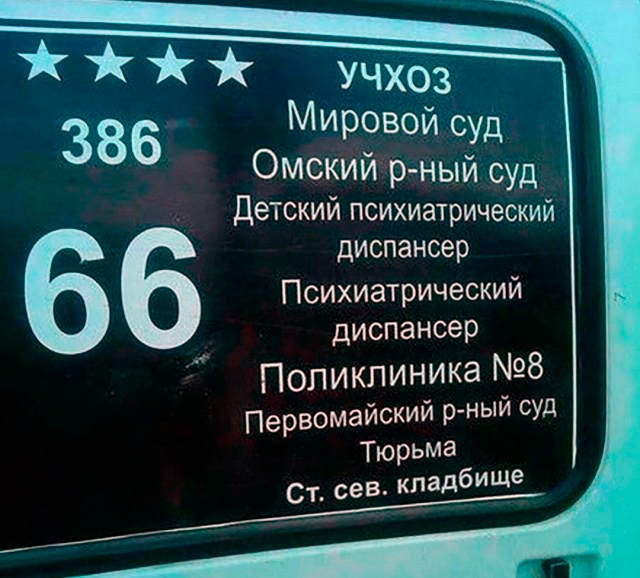 ★ ★ ★ ★
386
66
УЧХОЗ
Мировой суд
Омский р-ный суд
Детский психиатрический
диспансер
Психиатрический
диспансер
Поликлиника №8
Первомайский р-ный суд
Тюрьма
Ст. сев. кладбище